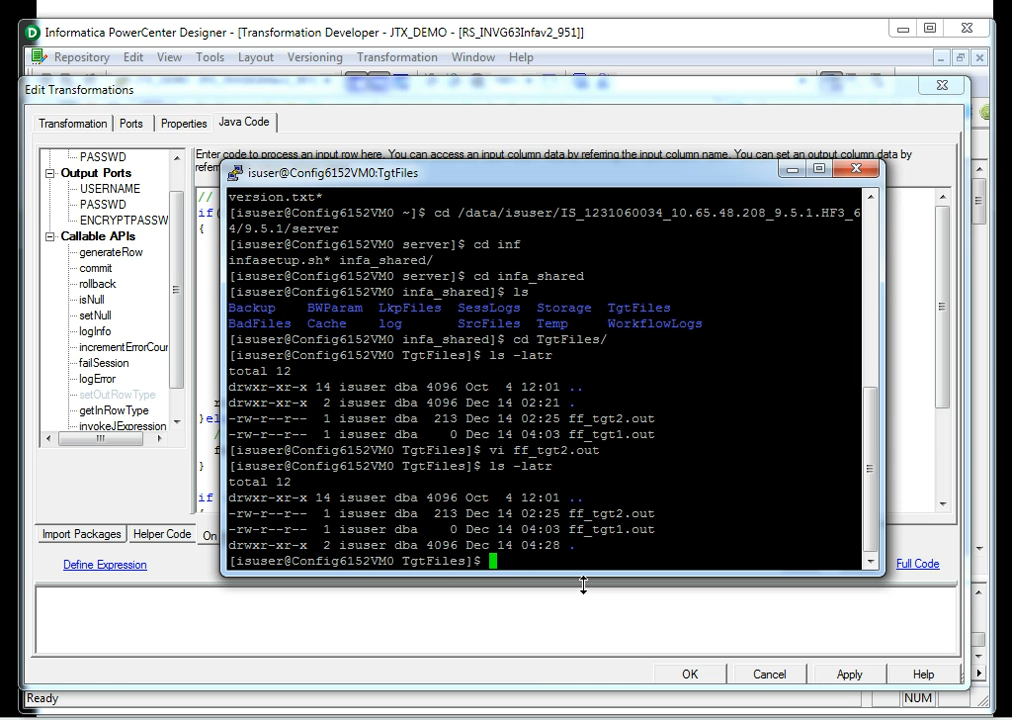 Informatica PowerCenter Designer - [Transformation Developer - JTX_DEMO - [RS_INVG63Infav2_951]]
Repository Edit View Tools Layout Versioning Transformation Window Help
Edit Transformations
Transformation Ports Properties Java Code
PASSWD
Output Ports
USERNAME
PASSWD
ENCRYPTPASSW
Callable APIs
generateRow
commit
rollback
isNull
setNull
logInfo
incrementErrorCour
failSession
logError
setOutRowType
getInRowType
invokeJExpression
Enter code to process an input row here. You can access an input column data by referring the input column name. You can set an output column data by
refer
//
if(
{
}el
}
if
isuser@Config6152VM0:TgtFiles
version.txt*
[isuser@Config6152VM0 ~]$ cd /data/isuser/IS_1231060034_10.65.48.208_9.5.1.HF3_6
4/9.5.1/server
[isuser@Config6152VM0 server]$ cd inf
infasetup.sh* infa_shared/
[isuser@Config6152VM0 server]$ cd infa_shared
[isuser@Config6152VM0 infa_shared]$ ls
Backup BWParam LkpFiles SessLogs Storage TgtFiles
BadFiles Cache log SrcFiles Temp WorkflowLogs
[isuser@Config6152VM0 infa_shared]$ cd TgtFiles/
[isuser@Config6152VM0 TgtFiles]$ ls -latr
total 12
drwxr-xr-x 14 isuser dba 4096 Oct 4 12:01 ..
drwxr-xr-x 2 isuser dba 4096 Dec 14 02:21 .
-rw-r--r-- 1 isuser dba 213 Dec 14 02:25 ff_tgt2.out
-rw-r--r-- 1 isuser dba 0 Dec 14 04:03 ff_tgt1.out
[isuser@Config6152VM0 TgtFiles]$ vi ff_tgt2.out
[isuser@Config6152VM0 TgtFiles]$ ls -latr
total 12
drwxr-xr-x 14 isuser dba 4096 Oct 4 12:01 ..
-rw-r--r-- 1 isuser dba 213 Dec 14 02:25 ff_tgt2.out
-rw-r--r-- 1 isuser dba 0 Dec 14 04:03 ff_tgt1.out
drwxr-xr-x 2 isuser dba 4096 Dec 14 04:28 .
[isuser@Config6152VM0 TgtFiles]$
Import Packages Helper Code On
Define Expression Full Code
OK Cancel Apply Help
Ready NUM